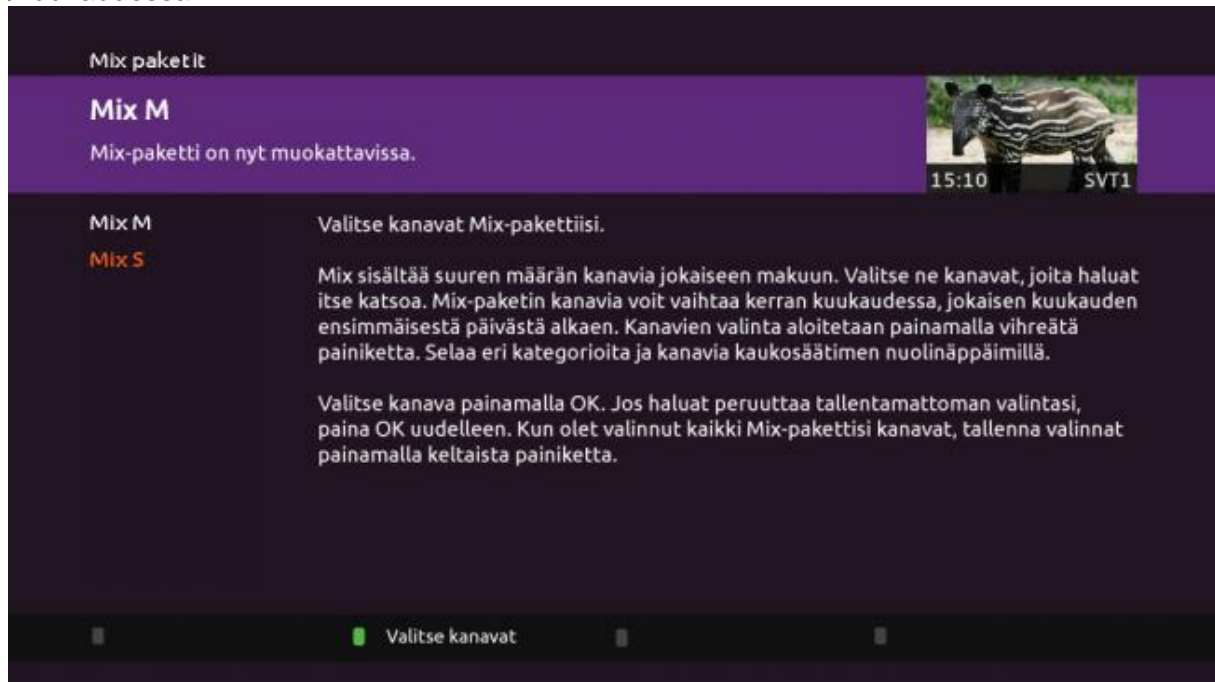 Mix paketit
Mix M
Mix-paketti on nyt muokattavissa.
15:10 SVT1
Mix M
Mix S
Valitse kanavat Mix-pakettiisi.
Mix sisältää suuren määrän kanavia jokaiseen makuun. Valitse ne kanavat, joita haluat
itse katsoa. Mix-paketin kanavia voit vaihtaa kerran kuukaudessa, jokaisen kuukauden
ensimmäisestä päivästä alkaen. Kanavien valinta aloitetaan painamalla vihreätä
painiketta. Selaa eri kategorioita ja kanavia kaukosäätimen nuolinäppäimillä.
Valitse kanava painamalla OK. Jos haluat peruuttaa tallentamattoman valintasi,
paina OK uudelleen. Kun olet valinnut kaikki Mix-pakettisi kanavat, tallenna valinnat
painamalla keltaista painiketta.
Valitse kanavat